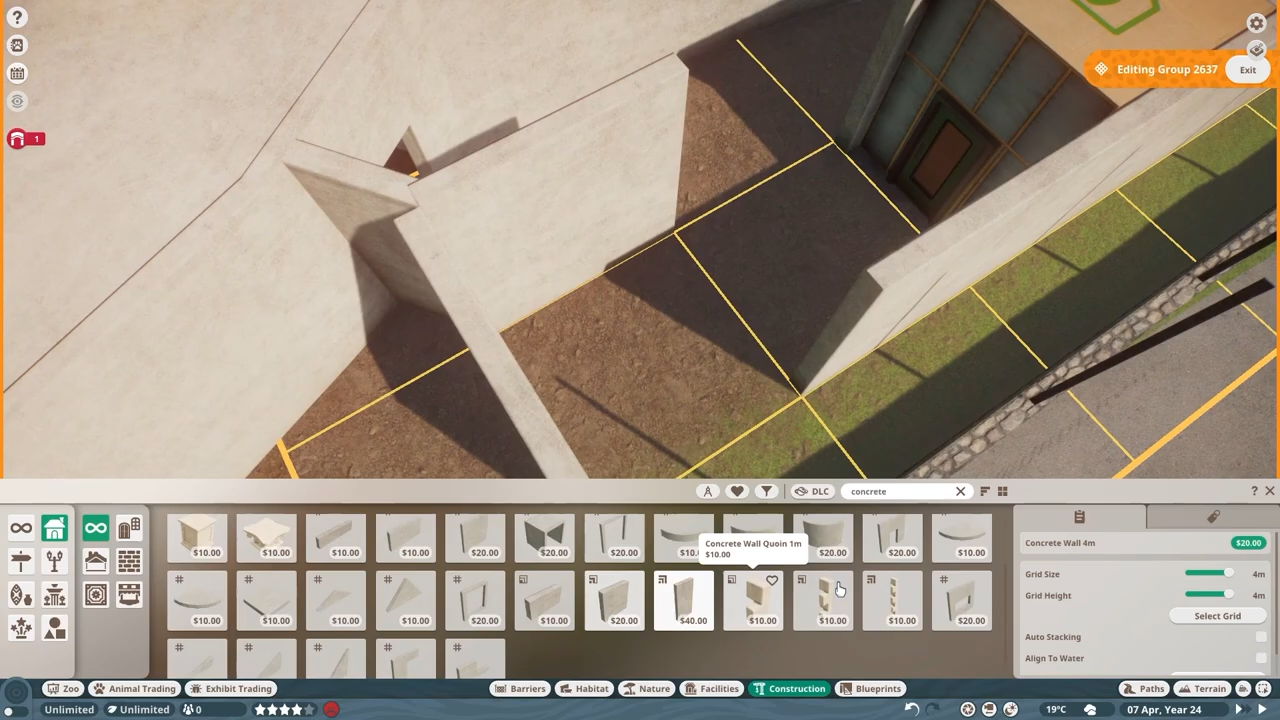 ?
Editing Group 2637
Exit
1
DLC
concrete
?
Concrete Wall Quoin 1m
$10.00
$10.00
$10.00
$10.00
$10.00
$20.00
$20.00
$20.00
$10.0
$20.00
$20.00
$10.00
$10.00
$10.00
$10.00
$10.00
$20.00
$10.00
$20.00
$40.00
$10.00
$10.00
$10.00
$20.00
Concrete Wall 4m
$20.00
Grid Size
4m
Grid Height
4m
Select Grid
Auto Stacking
Align To Water
Zoo
Animal Trading
Exhibit Trading
Barriers
Habitat
Nature
Facilities
Construction
Blueprints
Paths
Terrain
Unlimited
Unlimited
0
19°C
07 Apr, Year 24